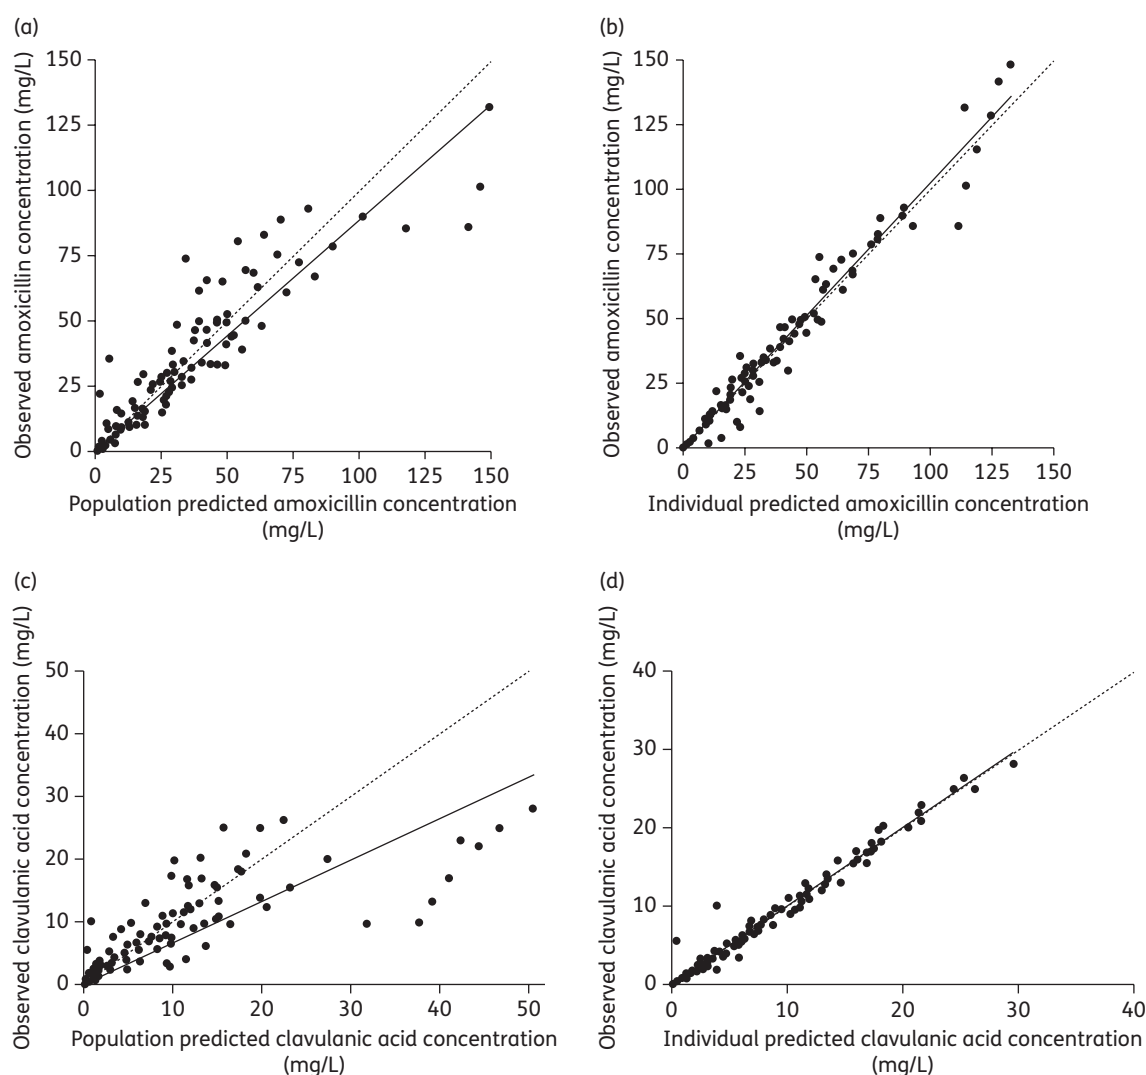 (a)
150
125
100
75
50
25
0
Observed amoxicillin concentration (mg/L)
0 25 50 75 100 125 150
Population predicted amoxicillin concentration
(mg/L)
(b)
150
125
100
75
50
25
0
Observed amoxicillin concentration (mg/L)
0 25 50 75 100 125 150
Individual predicted amoxicillin concentration
(mg/L)
(c)
50
40
30
20
10
0
Observed clavulanic acid concentration (mg/L)
0 10 20 30 40 50
Population predicted clavulanic acid concentration
(mg/L)
(d)
40
30
20
10
0
Observed clavulanic acid concentration (mg/L)
0 10 20 30 40
Individual predicted clavulanic acid concentration
(mg/L)